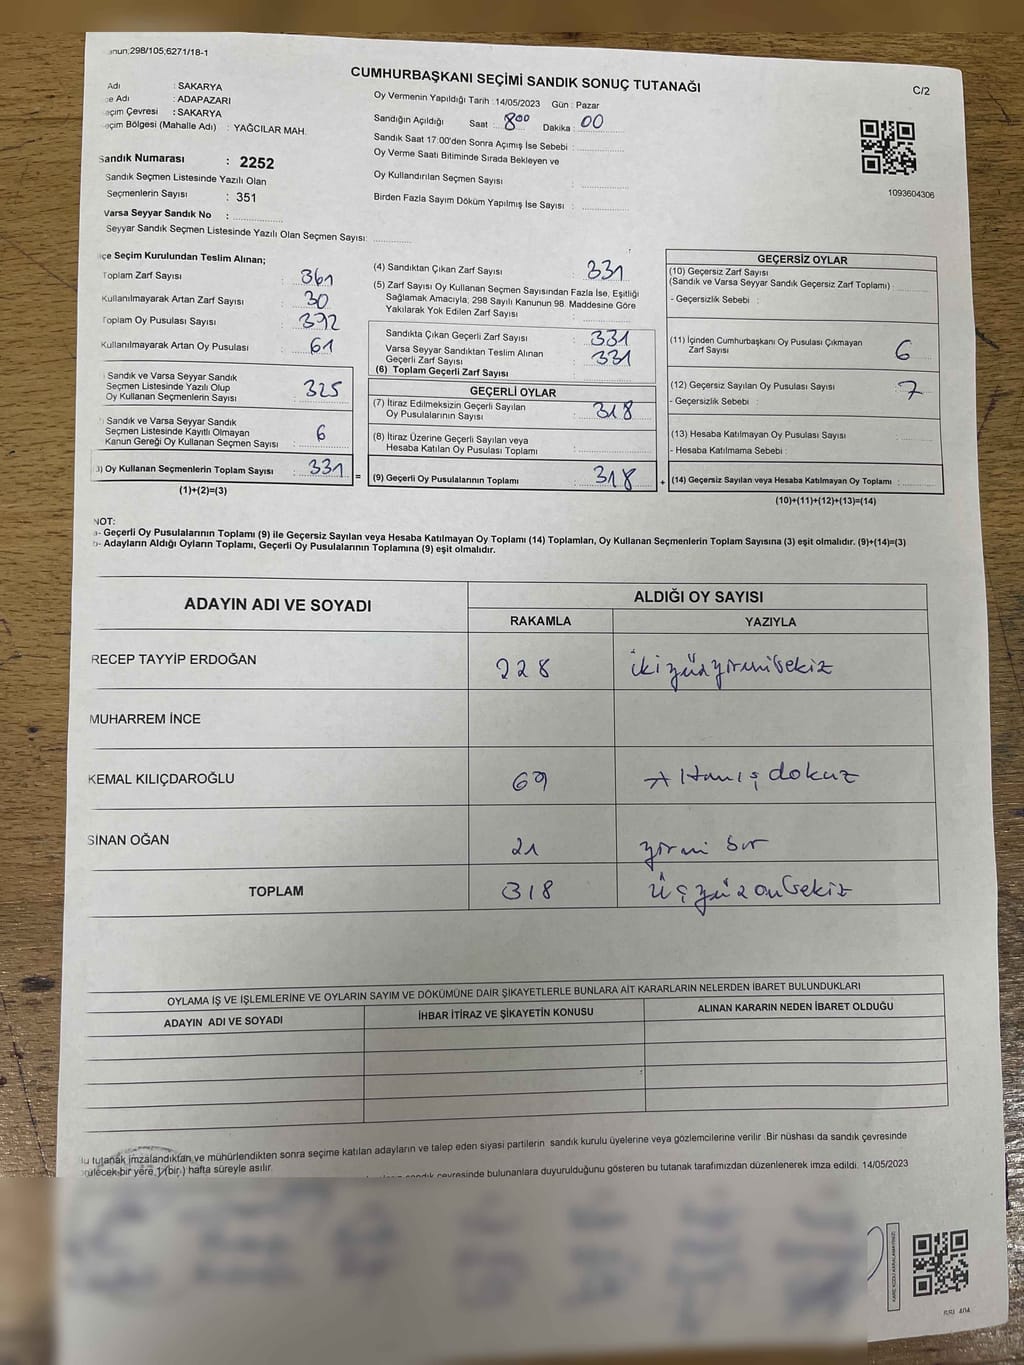 nun,298/105,6271/18-1
CUMHURBAŞKANI SEÇİMİ SANDIK SONUÇ TUTANAĞI
C/2
Adı : SAKARYA
e Adı : ADAPAZARI
eçim Çevresi : SAKARYA
eçim Bölgesi (Mahalle Adı) : YAĞCILAR MAH.
Sandık Numarası : 2252
Sandık Seçmen Listesinde Yazılı Olan
Seçmenlerin Sayısı : 351
Varsa Seyyar Sandık No :
Seyyar Sandık Seçmen Listesinde Yazılı Olan Seçmen Sayısı:
Oy Vermenin Yapıldığı Tarih :14/05/2023 Gün : Pazar
Sandığın Açıldığı Saat : 800 Dakika : 00
Sandık Saat 17.00'den Sonra Açımış İse Sebebi :
Oy Verme Saati Bitiminde Sırada Bekleyen ve
Oy Kullandırılan Seçmen Sayısı :
Birden Fazla Sayım Döküm Yapılmış İse Sayısı :
1093604306
çe Seçim Kurulundan Teslim Alınan;
Toplam Zarf Sayısı : 361
Kullanılmayarak Artan Zarf Sayısı : 30
Toplam Oy Pusulası Sayısı : 392
Kullanılmayarak Artan Oy Pusulası : 61
) Sandık ve Varsa Seyyar Sandık
Seçmen Listesinde Yazılı Olup
Oy Kullanan Seçmenlerin Sayısı : 325
) Sandık ve Varsa Seyyar Sandık
Seçmen Listesinde Kayıtlı Olmayan
Kanun Gereği Oy Kullanan Seçmen Sayısı : 6
3) Oy Kullanan Seçmenlerin Toplam Sayısı : 331
(1)+(2)=(3)
(4) Sandıktan Çıkan Zarf Sayısı : 331
(5) Zarf Sayısı Oy Kullanan Seçmen Sayısından Fazla İse, Eşitliği
Sağlamak Amacıyla, 298 Sayılı Kanunun 98. Maddesine Göre
Yakılarak Yok Edilen Zarf Sayısı :
Sandıkta Çıkan Geçerli Zarf Sayısı : 331
Varsa Seyyar Sandıktan Teslim Alınan
Geçerli Zarf Sayısı : 331
(6) Toplam Geçerli Zarf Sayısı :
GEÇERLİ OYLAR
(7) İtiraz Edilmeksizin Geçerli Sayılan
Oy Pusulalarının Sayısı : 318
(8) İtiraz Üzerine Geçerli Sayılan veya
Hesaba Katılan Oy Pusulası Toplamı :
= (9) Geçerli Oy Pusulalarının Toplamı : 318 +
GEÇERSİZ OYLAR
(10) Geçersiz Zarf Sayısı
(Sandık ve Varsa Seyyar Sandık Geçersiz Zarf Toplamı) :
- Geçersizlik Sebebi :
(11) İçinden Cumhurbaşkanı Oy Pusulası Çıkmayan
Zarf Sayısı : 6
(12) Geçersiz Sayılan Oy Pusulası Sayısı : 7
- Geçersizlik Sebebi :
(13) Hesaba Katılmayan Oy Pusulası Sayısı :
- Hesaba Katılmama Sebebi :
(14) Geçersiz Sayılan veya Hesaba Katılmayan Oy Toplamı :
(10)+(11)+(12)+(13)=(14)
NOT:
a- Geçerli Oy Pusulalarının Toplamı (9) ile Geçersiz Sayılan veya Hesaba Katılmayan Oy Toplamı (14) Toplamları, Oy Kullanan Seçmenlerin Toplam Sayısına (3) eşit olmalıdır. (9)+(14)=(3)
b- Adayların Aldığı Oyların Toplamı, Geçerli Oy Pusulalarının Toplamına (9) eşit olmalıdır.
ADAYIN ADI VE SOYADI ALDIĞI OY SAYISI
RAKAMLA YAZIYLA
RECEP TAYYİP ERDOĞAN 228 ikiyüzyirmisekiz
MUHARREM İNCE
KEMAL KILIÇDAROĞLU 69 Altmış dokuz
SİNAN OĞAN 21 yirmi bir
TOPLAM 318 üçyüz onsekiz
OYLAMA İŞ VE İŞLEMLERİNE VE OYLARIN SAYIM VE DÖKÜMÜNE DAİR ŞİKAYETLERLE BUNLARA AİT KARARLARIN NELERDEN İBARET BULUNDUKLARI
ADAYIN ADI VE SOYADI İHBAR İTİRAZ VE ŞİKAYETİN KONUSU ALINAN KARARIN NEDEN İBARET OLDUĞU
Bu tutanak imzalandıktan ve mühürlendikten sonra seçime katılan adayların ve talep eden siyasi partilerin sandık kurulu üyelerine veya gözlemcilerine verilir .Bir nüshası da sandık çevresinde
görülecek bir yere 1 (bir) hafta süreyle asılır.
sandık çevresinde bulunanlara duyurulduğunu gösteren bu tutanak tarafımızdan düzenlenerek imza edildi. 14/05/2023
KARE KODU KARALAMAYINIZ!